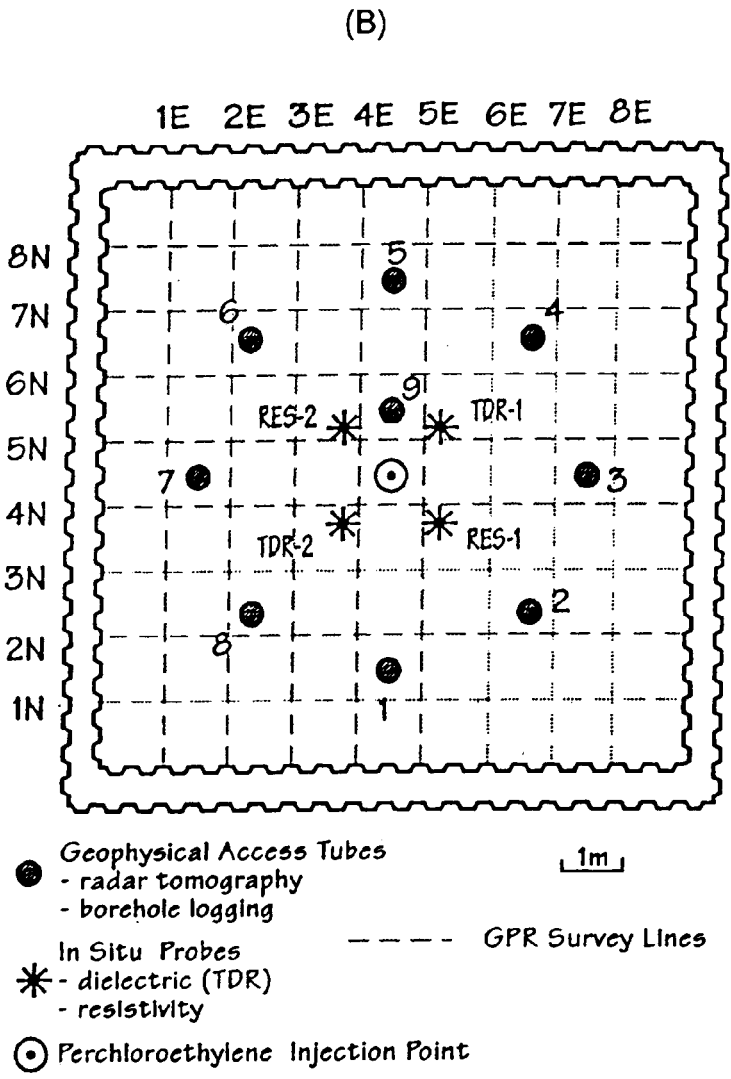 (B)
1E 2E 3E 4E 5E 6E 7E 8E
8N
7N
6N
5N
4N
3N
2N
1N
5
6
4
9
RES-2
TDR-1
7
3
TDR-2
RES-1
2
8
1
Geophysical Access Tubes
- radar tomography
- borehole logging
1m
In Situ Probes
- dielectric (TDR)
- resistivity
GPR Survey Lines
Perchloroethylene Injection Point